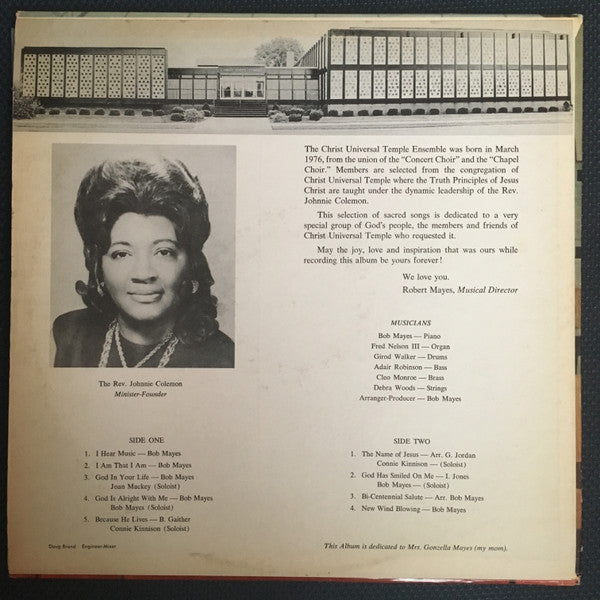 The Christ Universal Temple Ensemble was born in March
1976, from the union of the "Concert Choir" and the "Chapel
Choir." Members are selected from the congregation of
Christ Universal Temple where the Truth Principles of Jesus
Christ are taught under the dynamic leadership of the Rev.
Johnnie Colemon.
This selection of sacred songs is dedicated to a very
special group of God's people, the members and friends of
Christ Universal Temple who requested it.
May the joy, love and inspiration that was ours while
recording this album be yours forever!
We love you.
Robert Mayes, Musical Director
The Rev. Johnnie Colemon
Minister-Founder
MUSICIANS
Bob Mayes — Piano
Fred Nelson III — Organ
Girod Walker — Drums
Adair Robinson — Bass
Cleo Monroe — Brass
Debra Woods — Strings
Arranger-Producer — Bob Mayes
SIDE ONE
1. I Hear Music — Bob Mayes
2. I Am That I Am — Bob Mayes
3. God In Your Life — Bob Mayes
Joan Mackey (Soloist)
4. God Is Alright With Me — Bob Mayes
Bob Mayes (Soloist)
5. Because He Lives — B. Gaither
Connie Kinnison (Soloist)
SIDE TWO
1. The Name of Jesus — Arr. G. Jordan
Connie Kinnison — (Soloist)
2. God Has Smiled On Me — I. Jones
Bob Mayes — (Soloist)
3. Bi-Centennial Salute — Arr. Bob Mayes
4. New Wind Blowing — Bob Mayes
Doug Brand Engineer-Mixer
This Album is dedicated to Mrs. Gonzella Mayes (my mom).